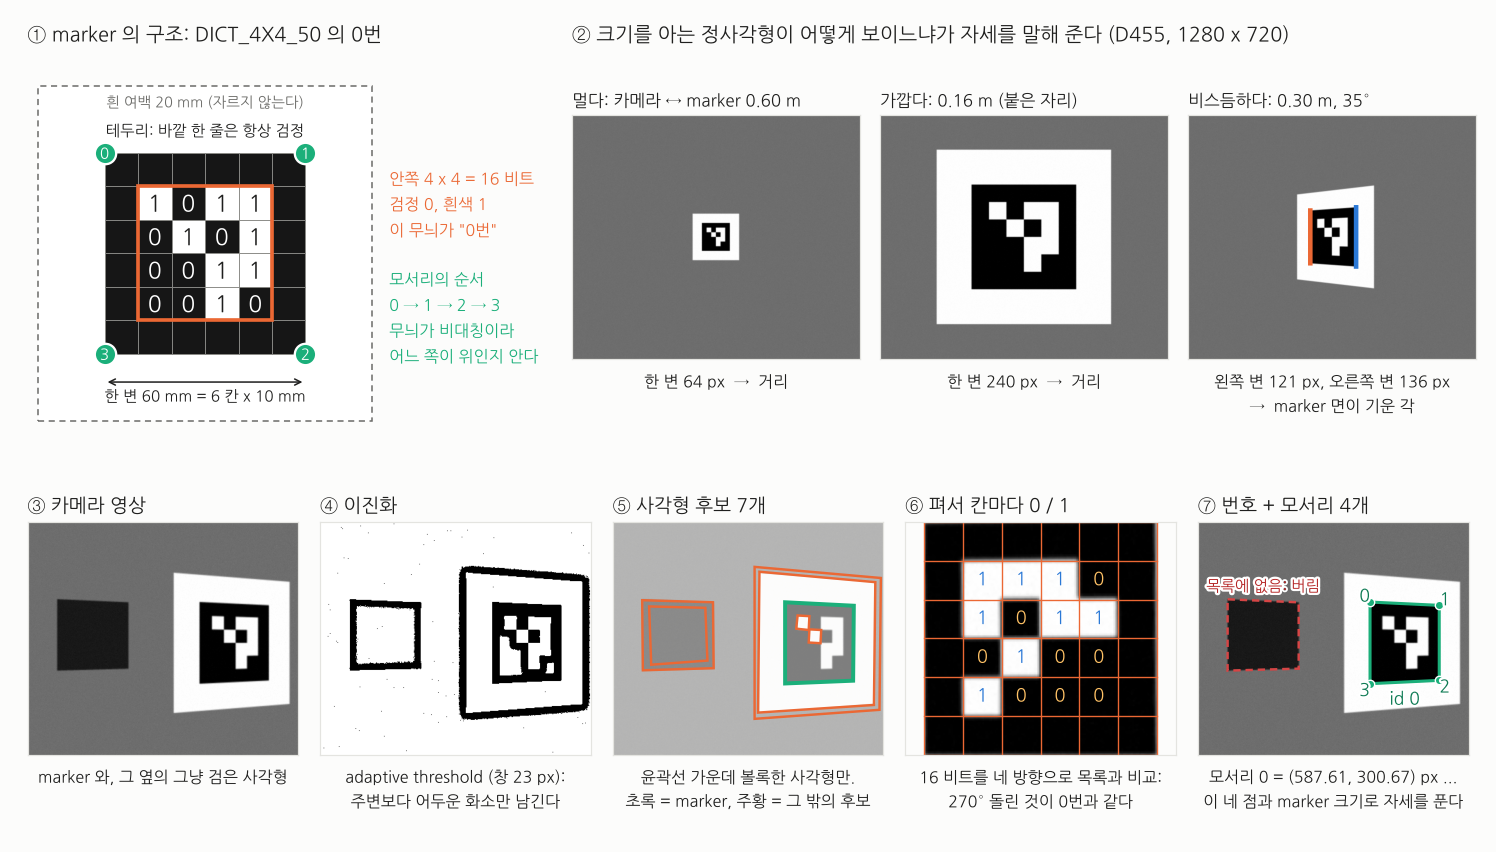 ① marker 의 구조: DICT_4X4_50 의 0번
흰 여백 20 mm (자르지 않는다)
테두리: 바깥 한 줄은 항상 검정
0 1
1 0 1 1
0 1 0 1
0 0 1 1
0 0 1 0
3 2
한 변 60 mm = 6 칸 x 10 mm
안쪽 4 x 4 = 16 비트
검정 0, 흰색 1
이 무늬가 "0번"
모서리의 순서
0 → 1 → 2 → 3
무늬가 비대칭이라
어느 쪽이 위인지 안다
② 크기를 아는 정사각형이 어떻게 보이느냐가 자세를 말해 준다 (D455, 1280 x 720)
멀다: 카메라 ↔ marker 0.60 m
한 변 64 px → 거리
가깝다: 0.16 m (붙은 자리)
한 변 240 px → 거리
비스듬하다: 0.30 m, 35°
왼쪽 변 121 px, 오른쪽 변 136 px
→ marker 면이 기운 각
③ 카메라 영상
marker 와, 그 옆의 그냥 검은 사각형
④ 이진화
adaptive threshold (창 23 px):
주변보다 어두운 화소만 남긴다
⑤ 사각형 후보 7개
윤곽선 가운데 볼록한 사각형만.
초록 = marker, 주황 = 그 밖의 후보
⑥ 펴서 칸마다 0 / 1
1 1 1 0
1 0 1 1
0 1 0 0
1 0 0 0
16 비트를 네 방향으로 목록과 비교:
270° 돌린 것이 0번과 같다
⑦ 번호 + 모서리 4개
목록에 없음: 버림
0 1
3 2
id 0
모서리 0 = (587.61, 300.67) px ...
이 네 점과 marker 크기로 자세를 푼다